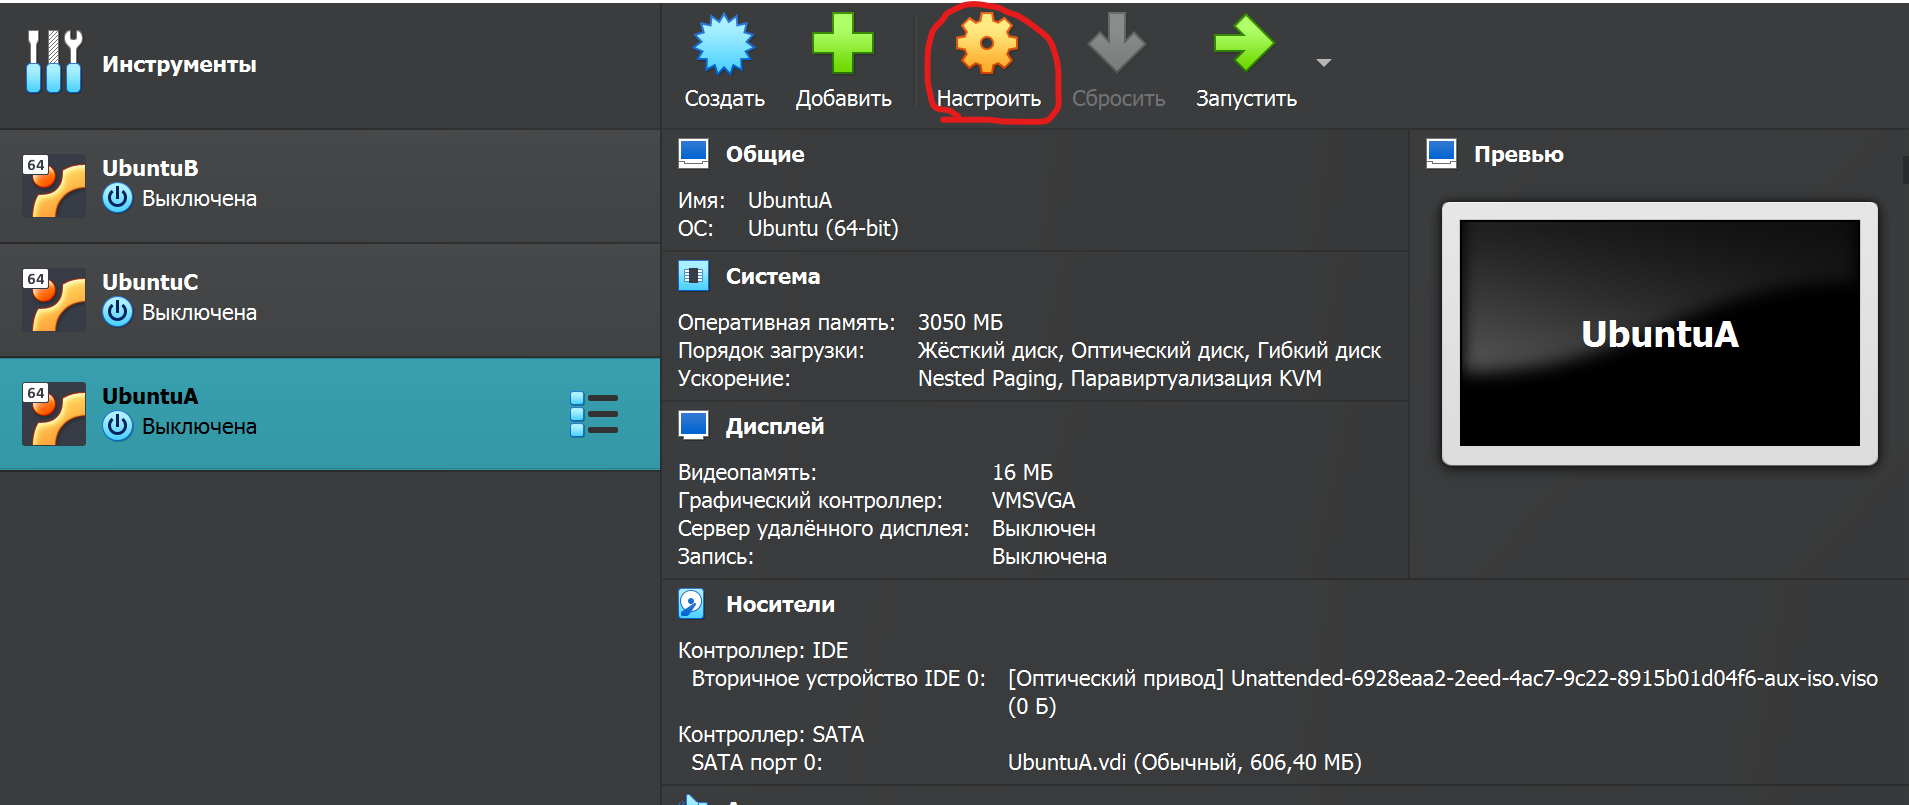 Инструменты
Создать
Добавить
Настроить
Сбросить
Запустить
64
UbuntuB
Выключена
64
UbuntuC
Выключена
64
UbuntuA
Выключена
Общие
Имя: UbuntuA
ОС: Ubuntu (64-bit)
Система
Оперативная память: 3050 МБ
Порядок загрузки: Жёсткий диск, Оптический диск, Гибкий диск
Ускорение: Nested Paging, Паравиртуализация KVM
Дисплей
Видеопамять: 16 МБ
Графический контроллер: VMSVGA
Сервер удалённого дисплея: Выключен
Запись: Выключена
Превью
UbuntuA
Носители
Контроллер: IDE
Вторичное устройство IDE 0: [Оптический привод] Unattended-6928eaa2-2eed-4ac7-9c22-8915b01d04f6-aux-iso.viso
(0 Б)
Контроллер: SATA
SATA порт 0: UbuntuA.vdi (Обычный, 606,40 МБ)